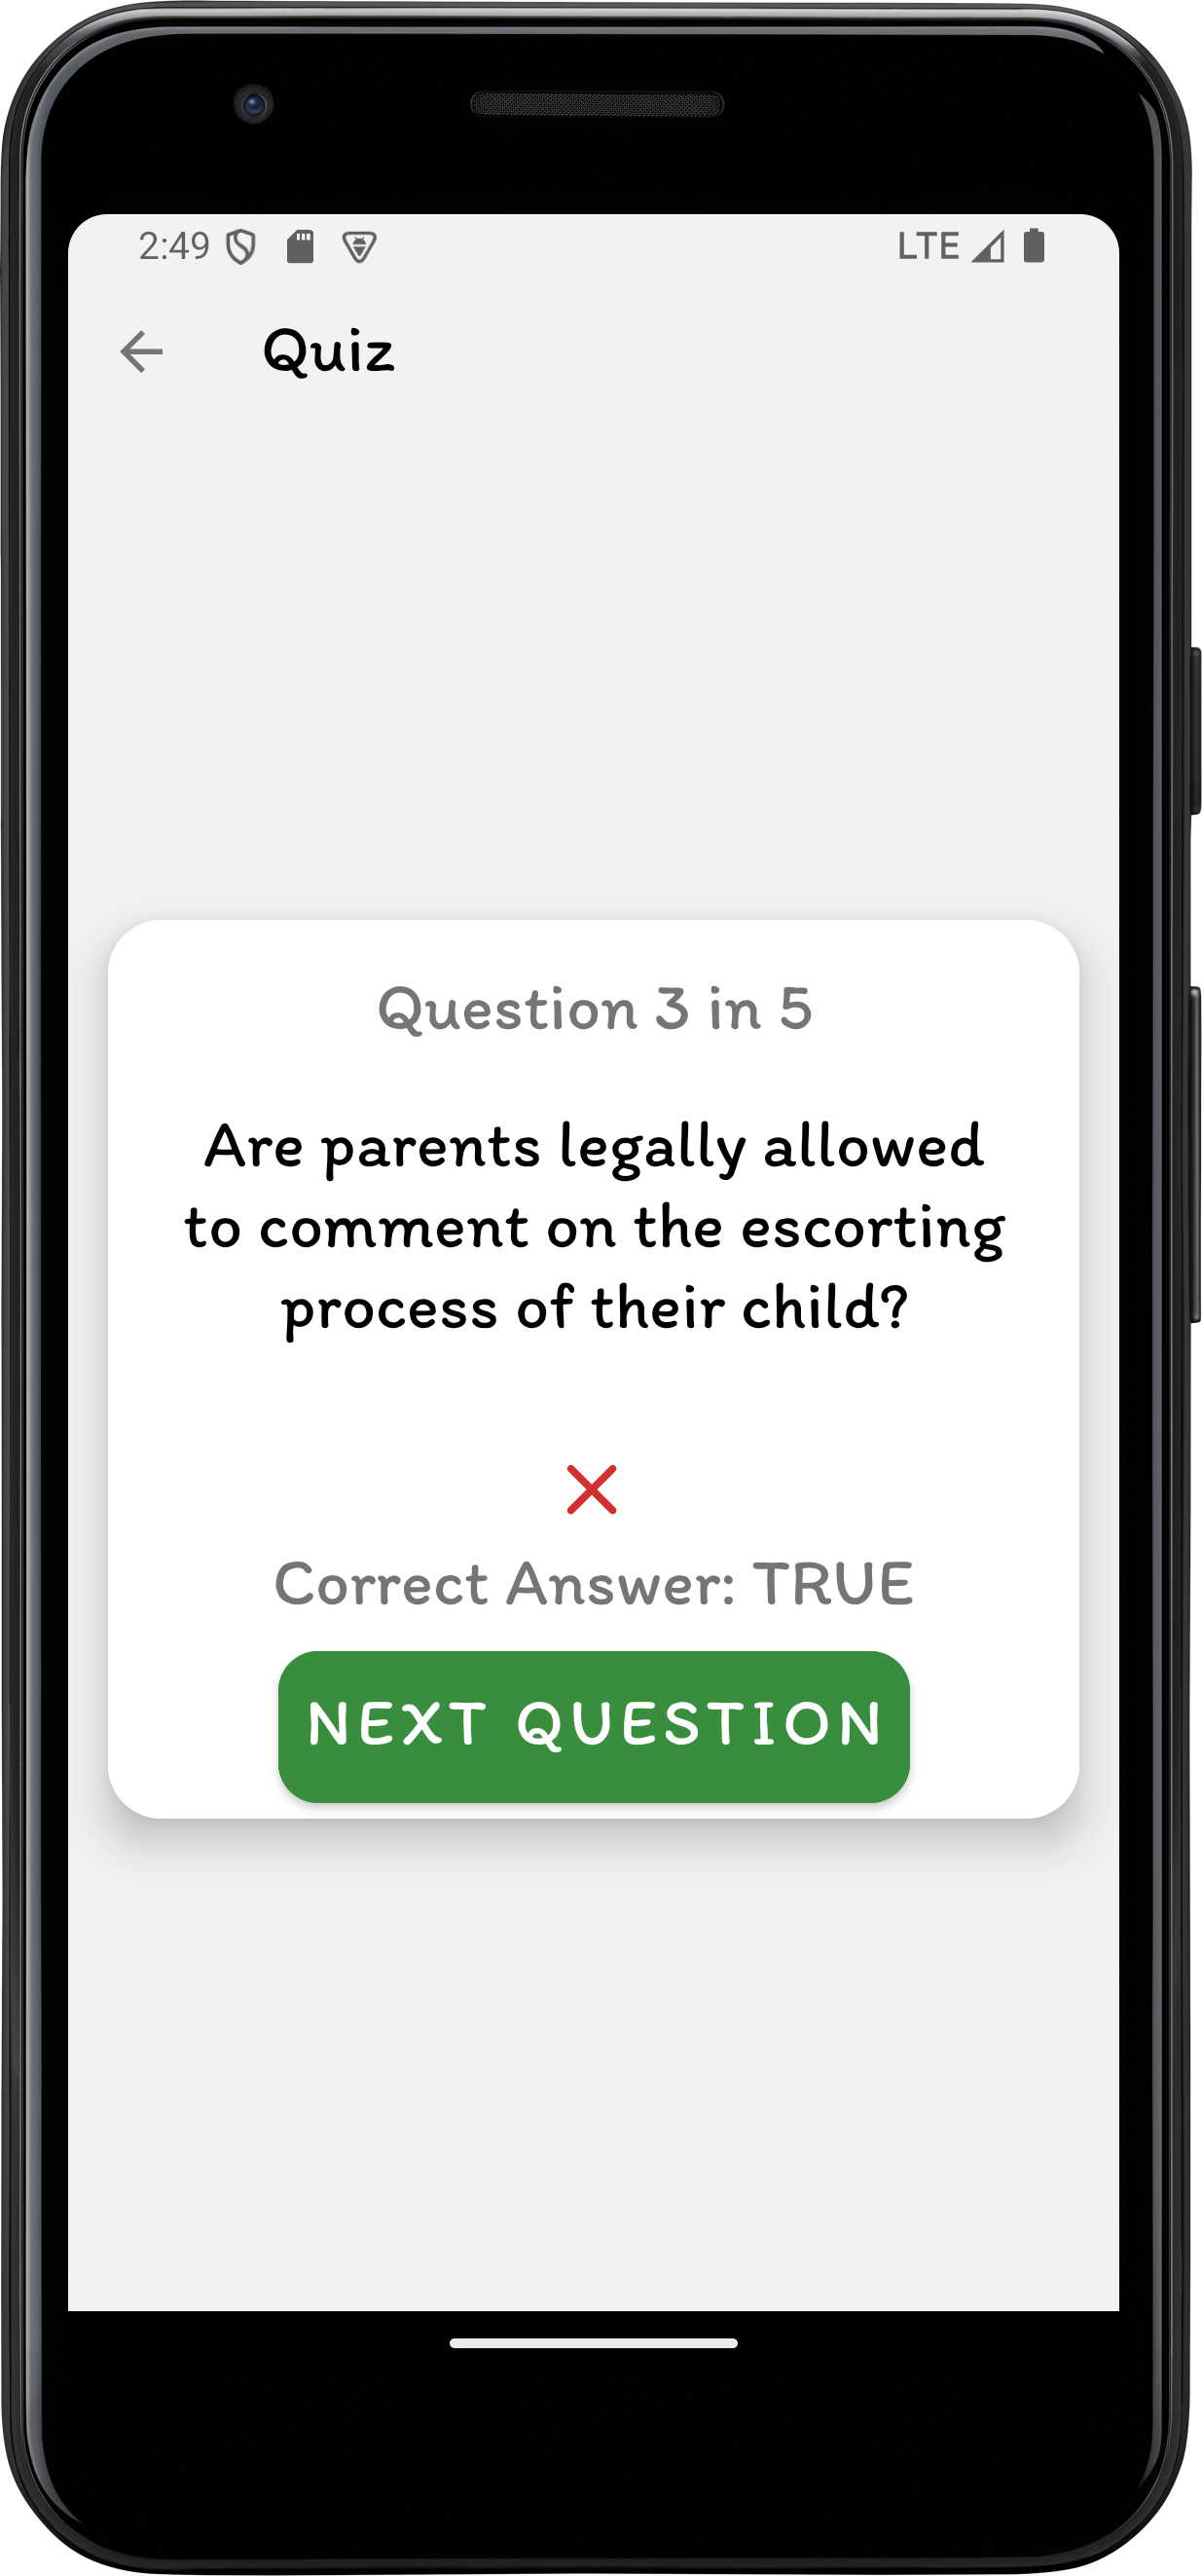 2:49 LTE
Quiz
Question 3 in 5
Are parents legally allowed
to comment on the escorting
process of their child?
Correct Answer: TRUE
NEXT QUESTION